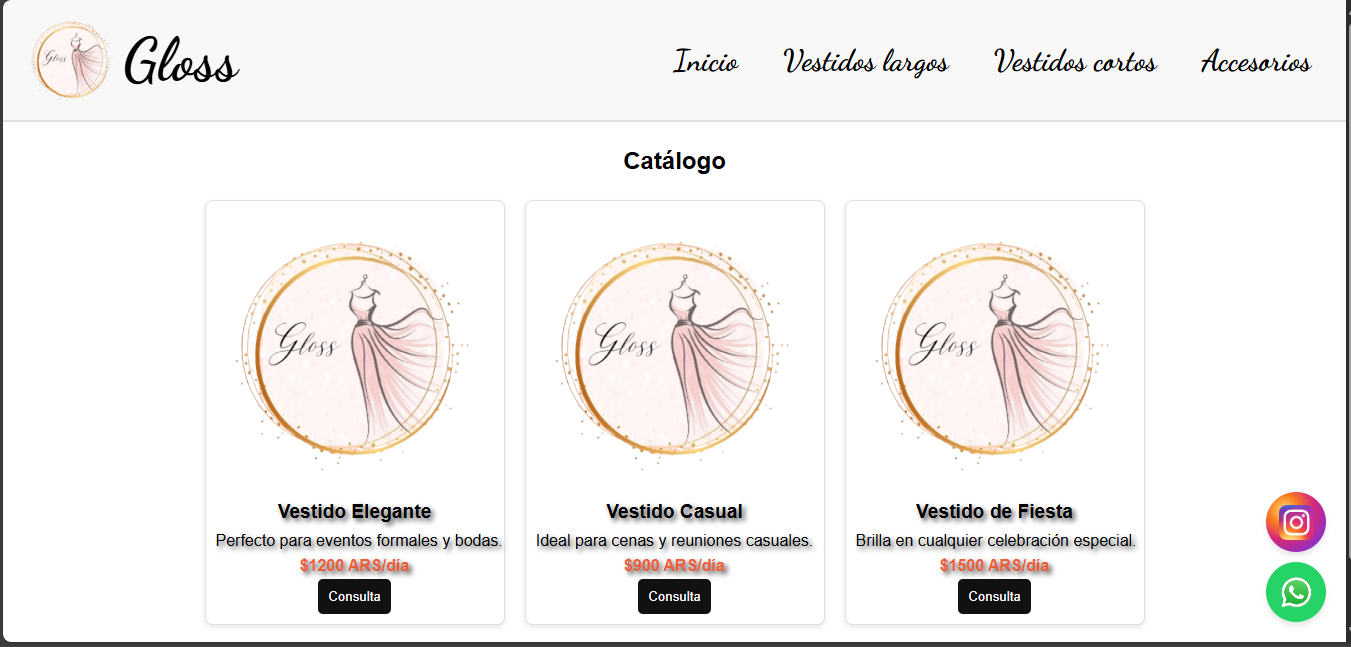 Gloss
Gloss
Inicio
Vestidos largos
Vestidos cortos
Accesorios
Catálogo
Gloss
Gloss
Gloss
Vestido Elegante
Perfecto para eventos formales y bodas.
$1200 ARS/día
Consulta
Vestido Casual
Ideal para cenas y reuniones casuales.
$900 ARS/día
Consulta
Vestido de Fiesta
Brilla en cualquier celebración especial.
$1500 ARS/día
Consulta